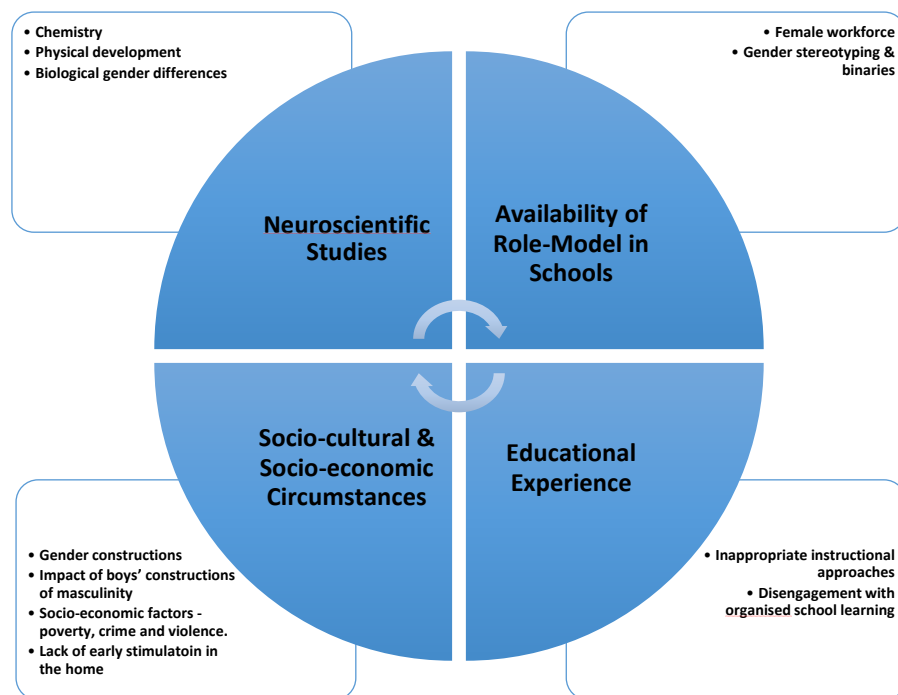 • Chemistry
• Physical development
• Biological gender differences
• Female workforce
• Gender stereotyping &
binaries
Neuroscientific
Studies
Availability of
Role-Model in
Schools
Socio-cultural &
Socio-economic
Circumstances
Educational
Experience
• Gender constructions
• Impact of boys' constructions
of masculinity
• Socio-economic factors -
poverty, crime and violence.
• Lack of early stimulatoin in
the home
• Inappropriate instructional
approaches
• Disengagement with
organised school learning